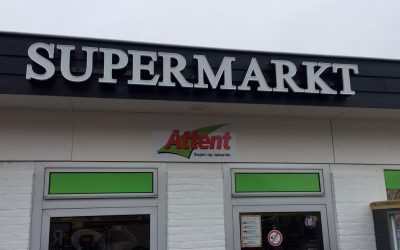 SUPERMARKT
Attent
Super op vakantie